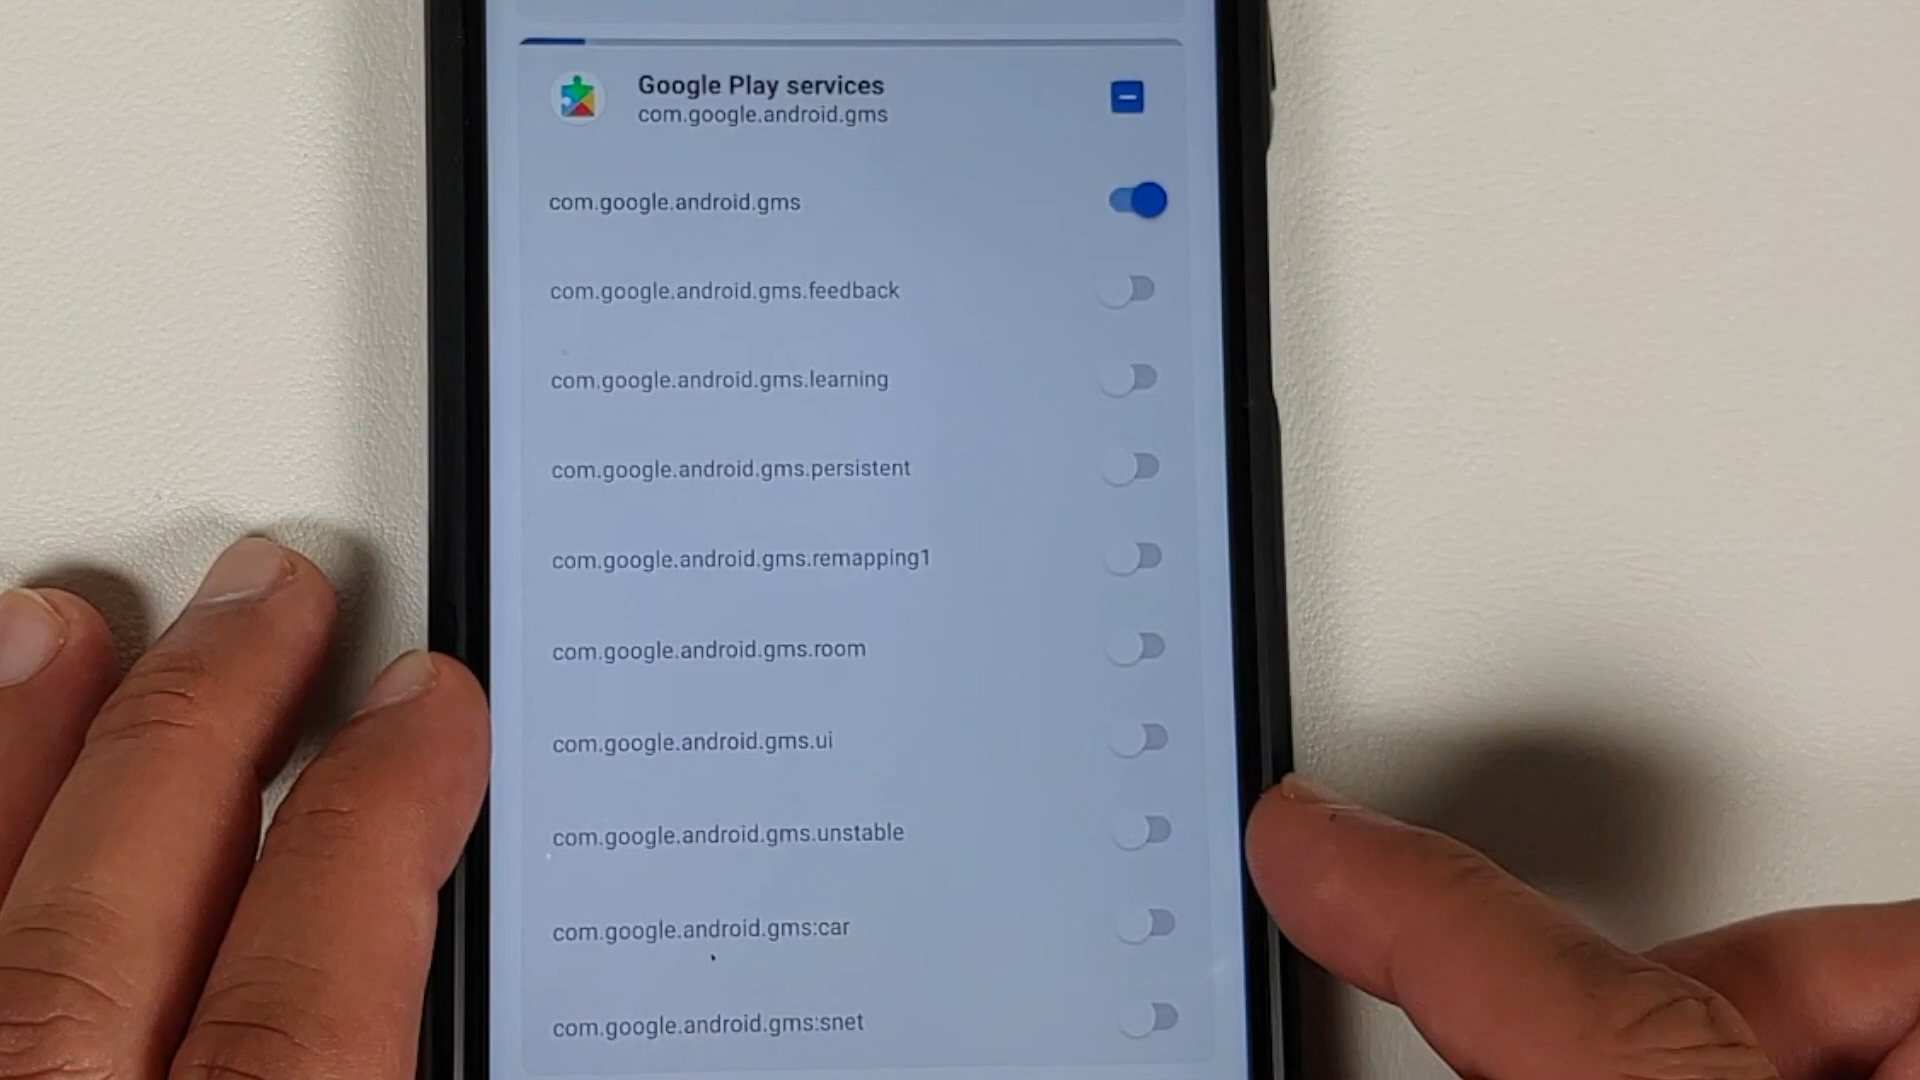 Google Play services
com.google.android.gms
com.google.android.gms
com.google.android.gms.feedback
com.google.android.gms.learning
com.google.android.gms.persistent
com.google.android.gms.remapping1
com.google.android.gms.room
com.google.android.gms.ui
com.google.android.gms.unstable
com.google.android.gms:car
com.google.android.gms:snet